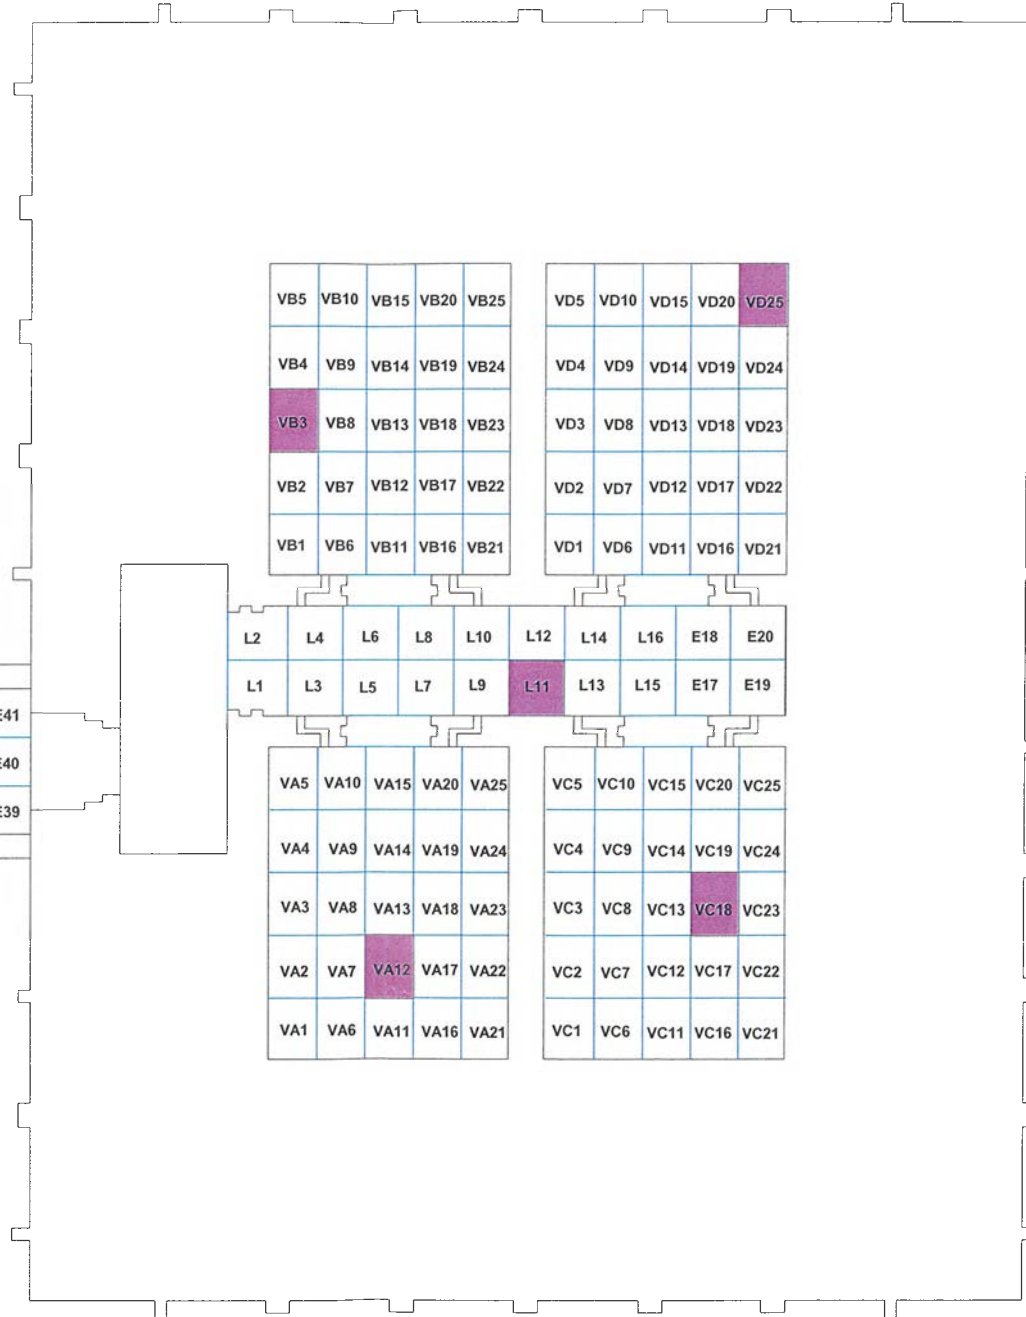 VB5 VB10 VB15 VB20 VB25 VD5 VD10 VD15 VD20 VD25
VB4 VB9 VB14 VB19 VB24 VD4 VD9 VD14 VD19 VD24
VB3 VB8 VB13 VB18 VB23 VD3 VD8 VD13 VD18 VD23
VB2 VB7 VB12 VB17 VB22 VD2 VD7 VD12 VD17 VD22
VB1 VB6 VB11 VB16 VB21 VD1 VD6 VD11 VD16 VD21
L2 L4 L6 L8 L10 L12 L14 L16 E18 E20
L1 L3 L5 L7 L9 L11 L13 L15 E17 E19
E41
E40
E39
VA5 VA10 VA15 VA20 VA25 VC5 VC10 VC15 VC20 VC25
VA4 VA9 VA14 VA19 VA24 VC4 VC9 VC14 VC19 VC24
VA3 VA8 VA13 VA18 VA23 VC3 VC8 VC13 VC18 VC23
VA2 VA7 VA12 VA17 VA22 VC2 VC7 VC12 VC17 VC22
VA1 VA6 VA11 VA16 VA21 VC1 VC6 VC11 VC16 VC21